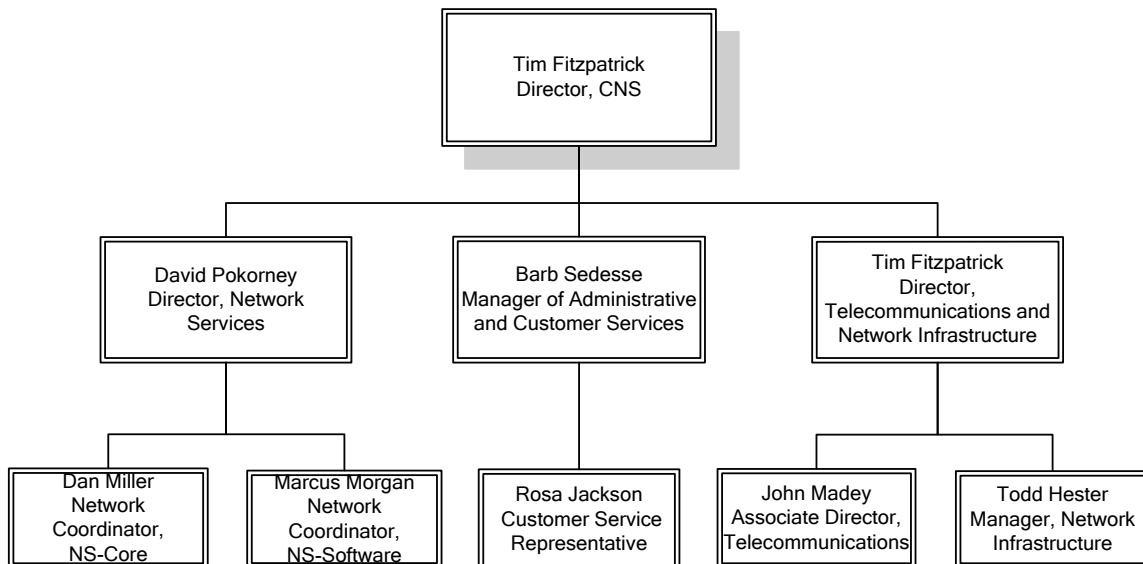 Tim Fitzpatrick
Director, CNS
David Pokorney
Director, Network
Services
Barb Sedesse
Manager of Administrative
and Customer Services
Tim Fitzpatrick
Director,
Telecommunications and
Network Infrastructure
Dan Miller
Network
Coordinator,
NS-Core
Marcus Morgan
Network
Coordinator,
NS-Software
Rosa Jackson
Customer Service
Representative
John Madey
Associate Director,
Telecommunications
Todd Hester
Manager, Network
Infrastructure